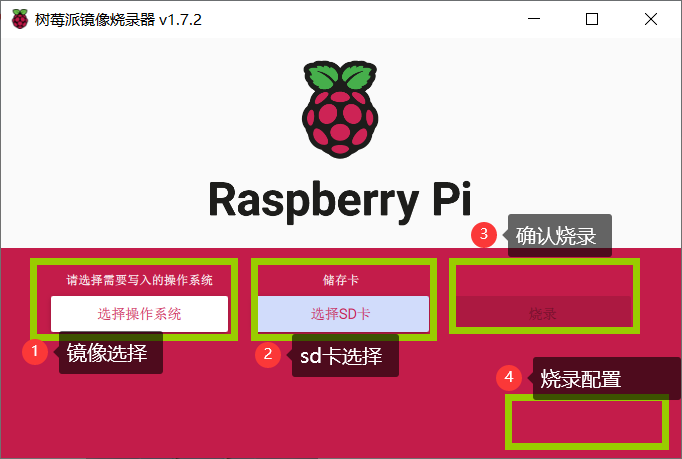 树莓派镜像烧录器 v1.7.2
Raspberry Pi
3 确认烧录
请选择需要写入的操作系统
储存卡
选择操作系统
选择SD卡
烧录
1 镜像选择
2 sd卡选择
4 烧录配置